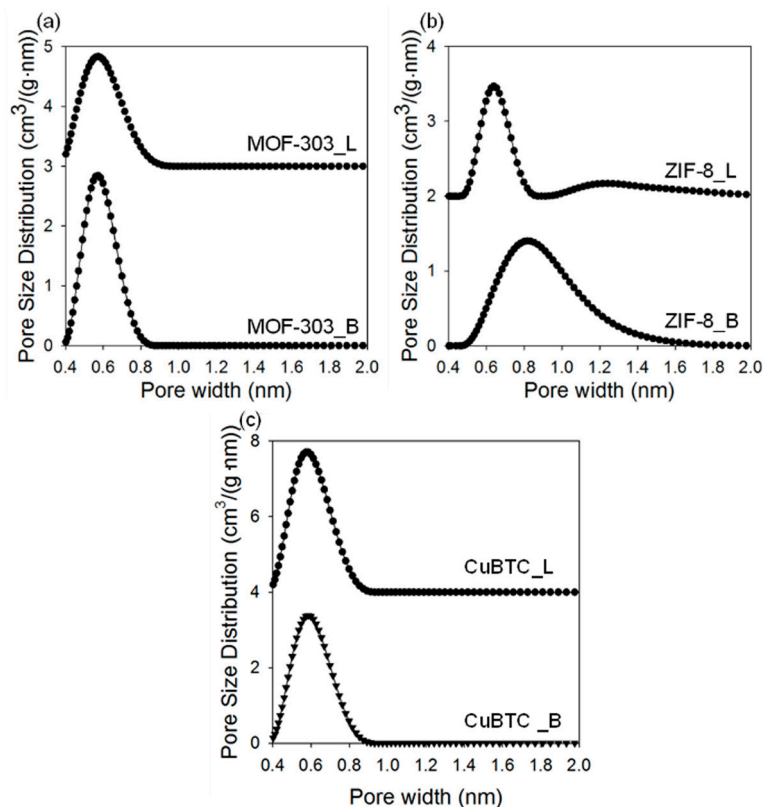 (a)
Pore Size Distribution (cm3/(g·nm))
5
4
3
2
1
0
MOF-303_L
MOF-303_B
0.4 0.6 0.8 1.0 1.2 1.4 1.6 1.8 2.0
Pore width (nm)
(b)
Pore Size Distribution (cm3/(g·nm))
4
3
2
1
0
ZIF-8_L
ZIF-8_B
0.4 0.6 0.8 1.0 1.2 1.4 1.6 1.8 2.0
Pore width (nm)
(c)
Pore Size Distribution (cm3/(g·nm))
8
6
4
2
0
CuBTC_L
CuBTC _B
0.4 0.6 0.8 1.0 1.2 1.4 1.6 1.8 2.0
Pore width (nm)